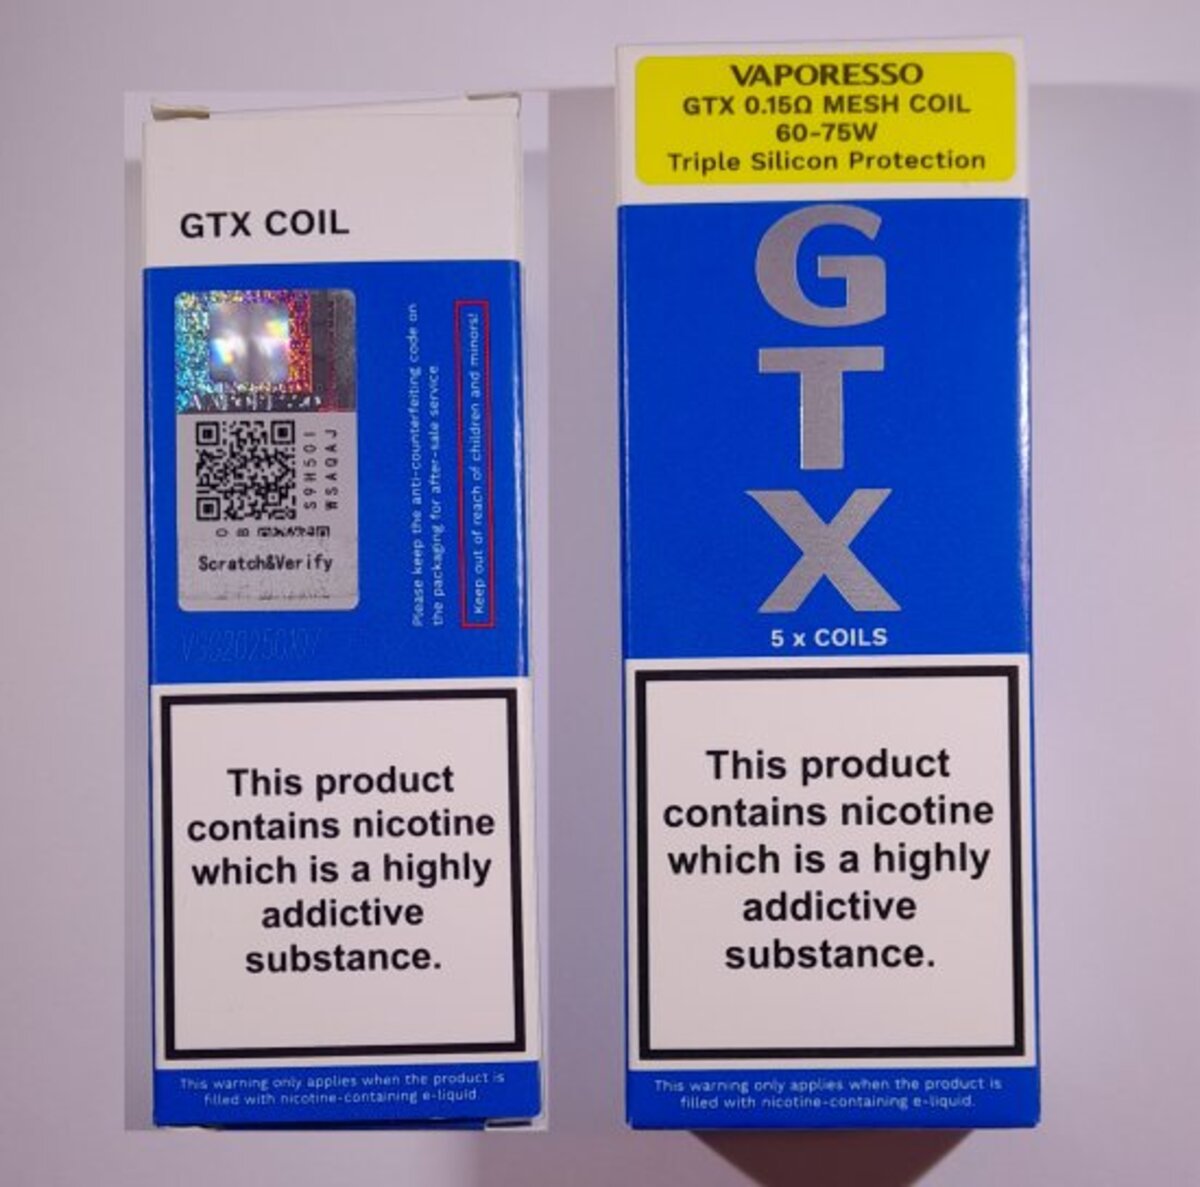 GTX COIL
S9H50I
WSAQAJ
Scratch&Verify
Please keep the anti-counterfeiting code on
the packaging for after-sale service
Keep out of reach of children and minors!
This product
contains nicotine
which is a highly
addictive
substance.
This warning only applies when the product is
filled with nicotine-containing e-liquid.
VAPORESSO
GTX 0.15Ω MESH COIL
60-75W
Triple Silicon Protection
GTX
5 x COILS
This product
contains nicotine
which is a highly
addictive
substance.
This warning only applies when the product is
filled with nicotine-containing e-liquid.